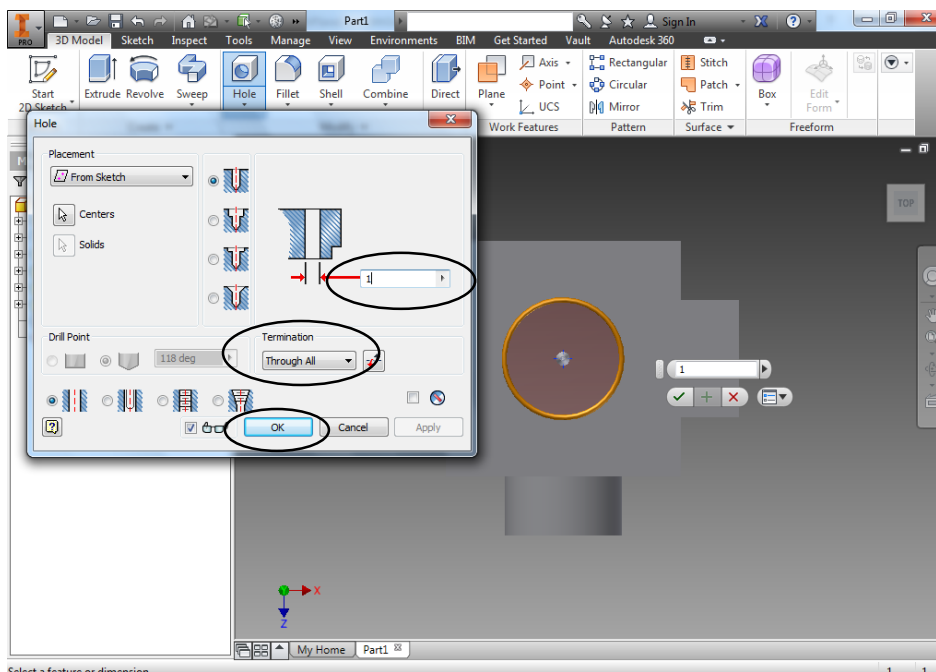 Part1
Sign In
PRO
3D Model Sketch Inspect Tools Manage View Environments BIM Get Started Vault Autodesk 360
Start
2D Sketch
Extrude Revolve Sweep Hole Fillet Shell Combine Direct Plane
Axis
Point
UCS
Rectangular
Circular
Mirror
Stitch
Patch
Trim
Box
Edit
Form
Work Features Pattern Surface Freeform
Hole
Placement
From Sketch
Centers
Solids
1
Drill Point
118 deg
Termination
Through All
OK Cancel Apply
TOP
1
X
Z
My Home Part1
Select a feature or dimension
1 1